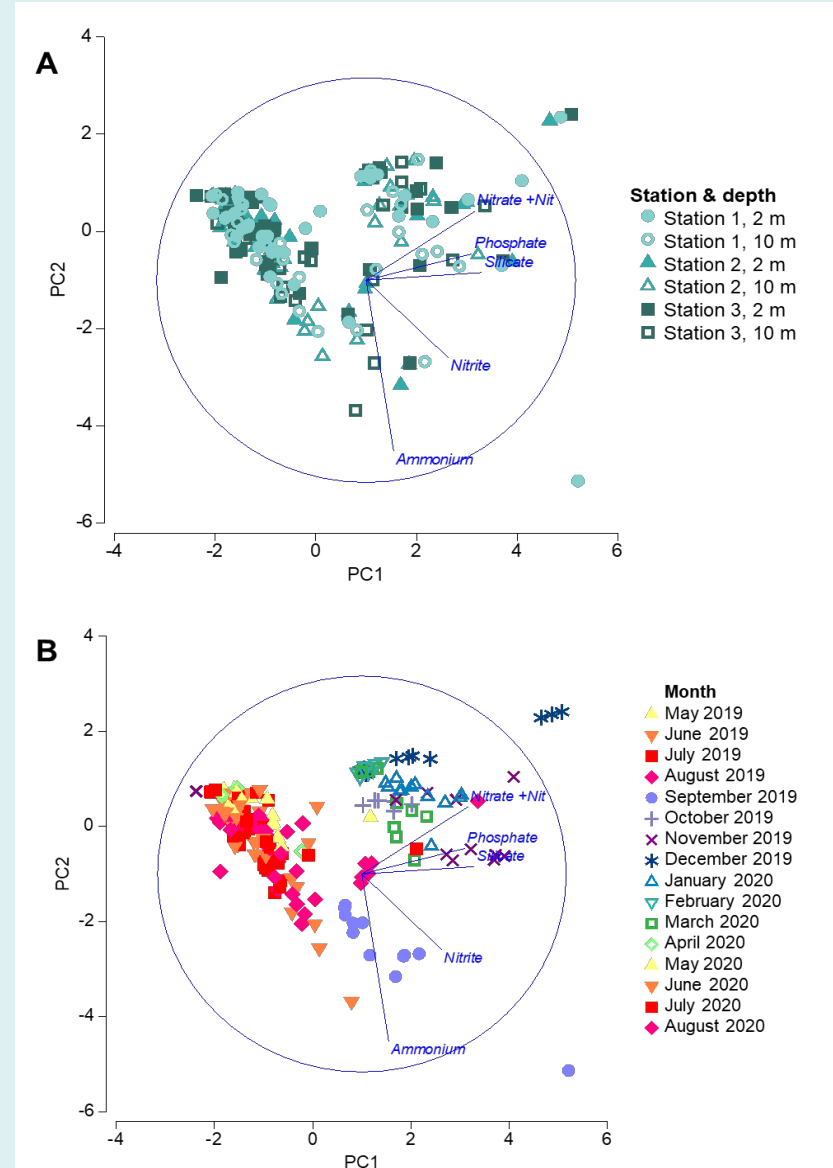 A
4
2
0
-2
-4
-6
PC2
-4
-2
0
2
4
6
PC1
Nitrate +Nit
Phosphate
Silicate
Nitrite
Ammonium
Station & depth
Station 1, 2 m
Station 1, 10 m
Station 2, 2 m
Station 2, 10 m
Station 3, 2 m
Station 3, 10 m
B
4
2
0
-2
-4
-6
PC2
-4
-2
0
2
4
6
PC1
Nitrate +Nit
Phosphate
Silicate
Nitrite
Ammonium
Month
May 2019
June 2019
July 2019
August 2019
September 2019
October 2019
November 2019
December 2019
January 2020
February 2020
March 2020
April 2020
May 2020
June 2020
July 2020
August 2020